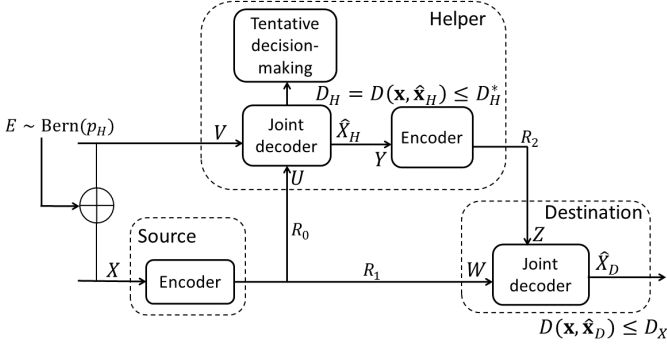 Helper
Tentative
decision-
making
D_H = D(𝐱, 𝐱̂_H) ≤ D_H^*
E ~ Bern(p_H)
V
Joint
decoder
X̂_H
Y
Encoder
R_2
U
Source
R_0
Destination
X
Encoder
R_1
W
Z
Joint
decoder
X̂_D
D(𝐱, 𝐱̂_D) ≤ D_X